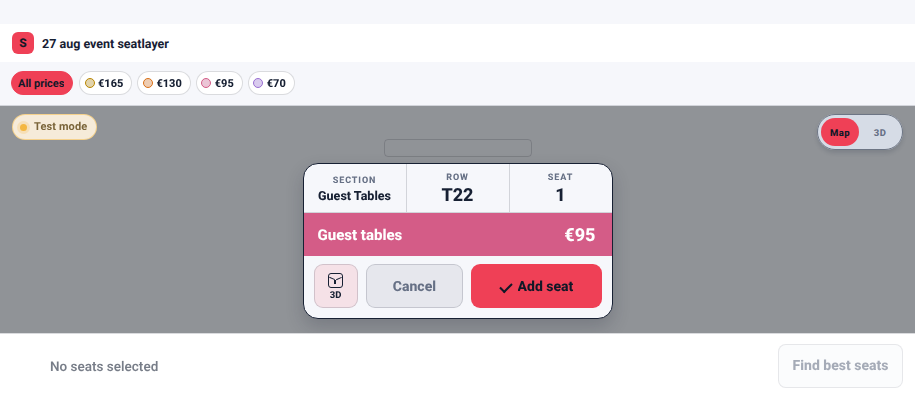 S 27 aug event seatlayer
All prices €165 €130 €95 €70
Test mode
Map 3D
SECTION ROW SEAT
Guest Tables T22 1
Guest tables €95
3D Cancel Add seat
No seats selected Find best seats